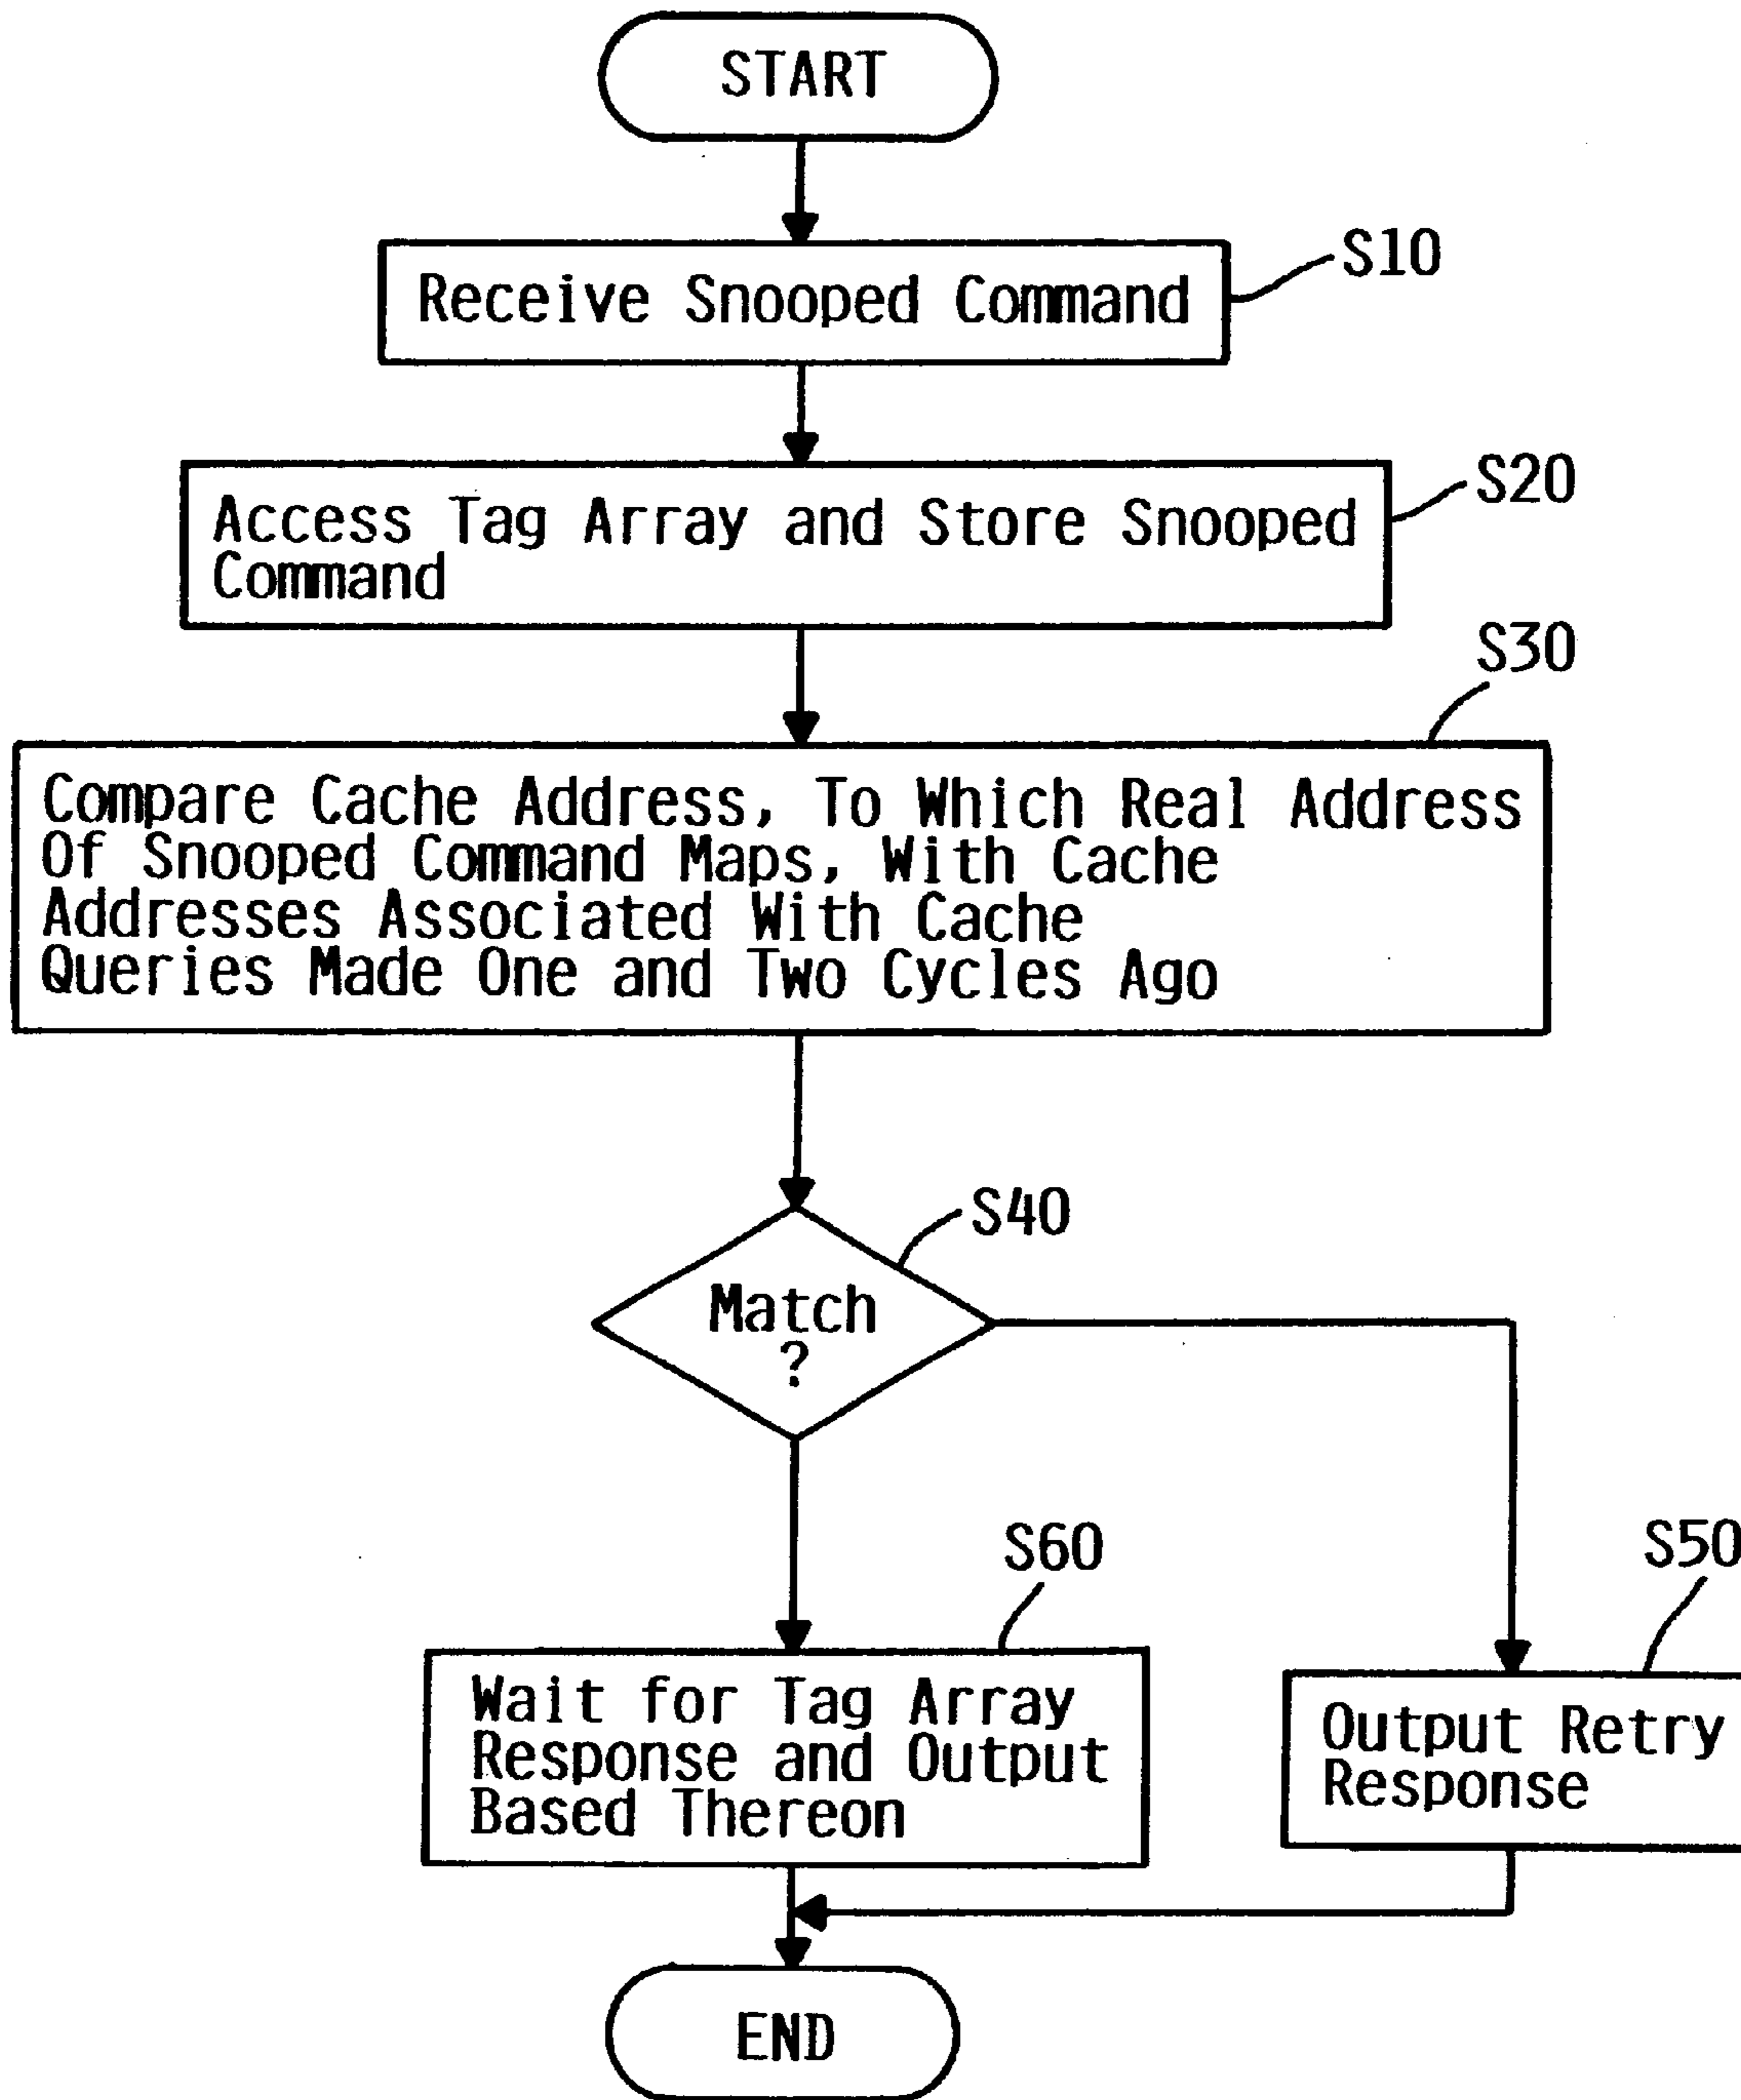 START
Receive Snooped Command
S10
Access Tag Array and Store Snooped
Command
S20
S30
Compare Cache Address, To Which Real Address
Of Snooped Command Maps, With Cache
Addresses Associated With Cache
Queries Made One and Two Cycles Ago
S40
Match
?
S60
S50
Wait for Tag Array
Response and Output
Based Thereon
Output Retry
Response
END